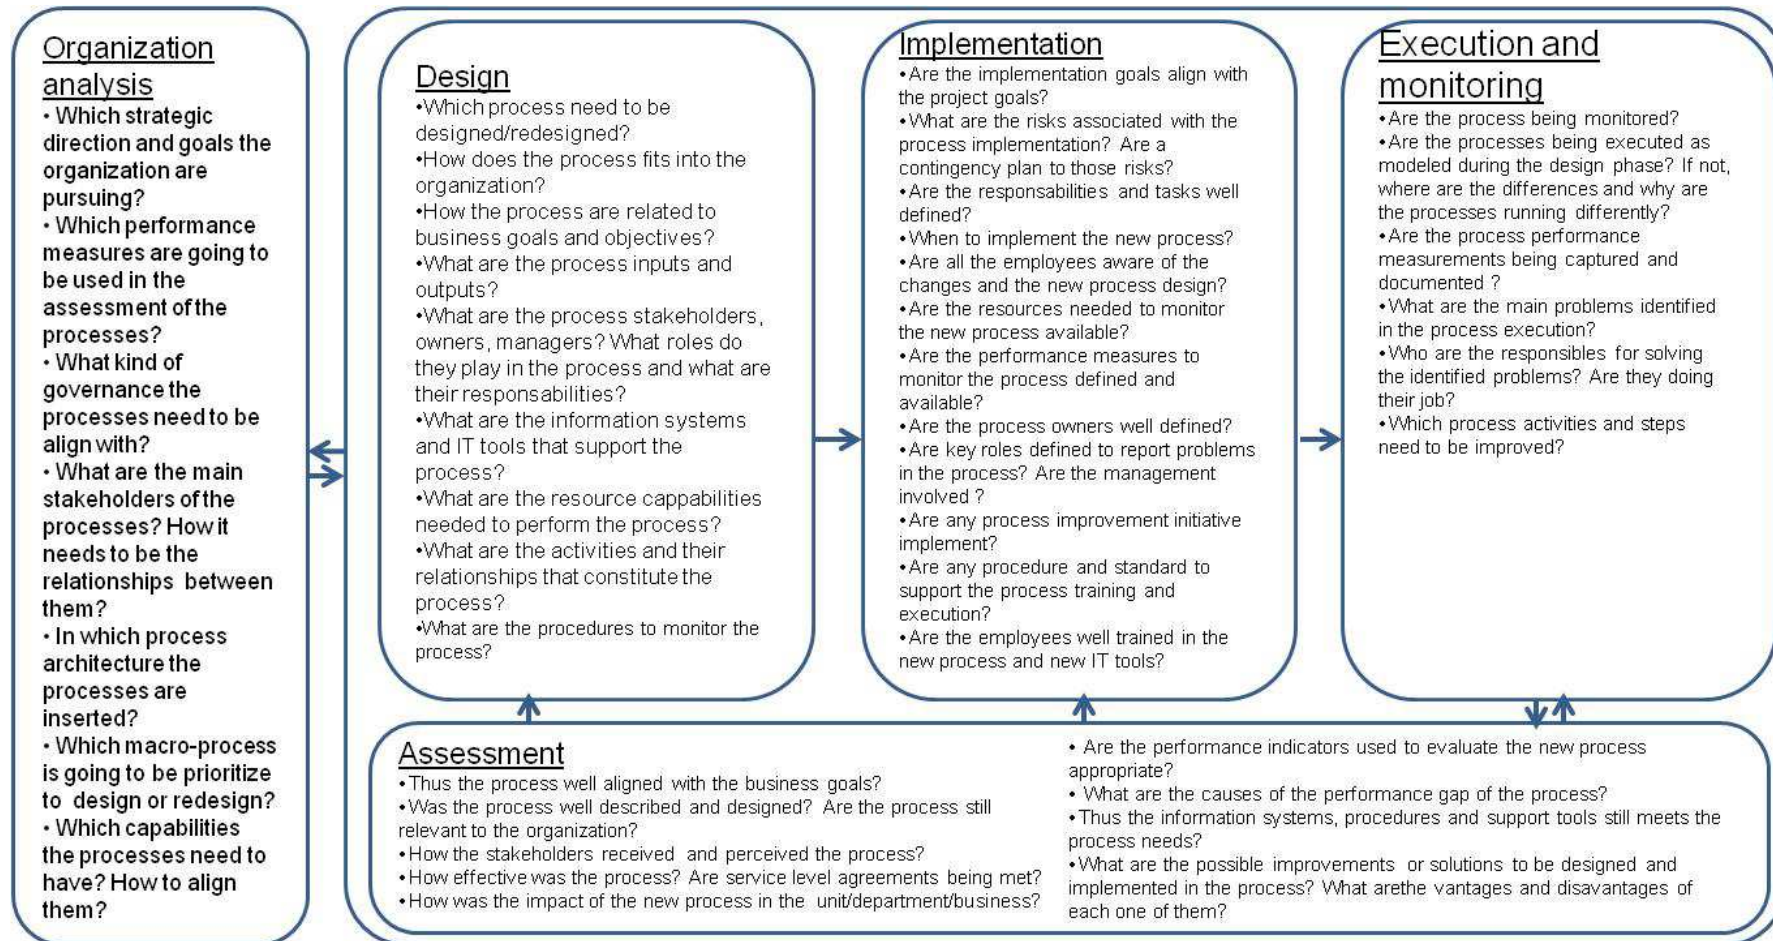 Organization
analysis
• Which strategic
direction and goals the
organization are
pursuing?
• Which performance
measures are going to
be used in the
assessment of the
processes?
• What kind of
governance the
processes need to be
align with?
• What are the main
stakeholders of the
processes? How it
needs to be the
relationships between
them?
• In which process
architecture the
processes are
inserted?
• Which macro-process
is going to be prioritize
to design or redesign?
• Which capabilities
the processes need to
have? How to align
them?
Design
•Which process need to be
designed/redesigned?
•How does the process fits into the
organization?
•How the process are related to
business goals and objectives?
•What are the process inputs and
outputs?
•What are the process stakeholders,
owners, managers? What roles do
they play in the process and what are
their responsabilities?
•What are the information systems
and IT tools that support the
process?
•What are the resource cappabilities
needed to perform the process?
•What are the activities and their
relationships that constitute the
process?
•What are the procedures to monitor the
process?
Implementation
•Are the implementation goals align with
the project goals?
•What are the risks associated with the
process implementation? Are a
contingency plan to those risks?
•Are the responsabilities and tasks well
defined?
•When to implement the new process?
•Are all the employees aware of the
changes and the new process design?
•Are the resources needed to monitor
the new process available?
•Are the performance measures to
monitor the process defined and
available?
•Are the process owners well defined?
•Are key roles defined to report problems
in the process? Are the management
involved ?
•Are any process improvement initiative
implement?
•Are any procedure and standard to
support the process training and
execution?
•Are the employees well trained in the
new process and new IT tools?
Execution and
monitoring
•Are the process being monitored?
•Are the processes being executed as
modeled during the design phase? If not,
where are the differences and why are
the processes running differently?
•Are the process performance
measurements being captured and
documented ?
•What are the main problems identified
in the process execution?
•Who are the responsibles for solving
the identified problems? Are they doing
their job?
•Which process activities and steps
need to be improved?
Assessment
•Thus the process well aligned with the business goals?
•Was the process well described and designed? Are the process still
relevant to the organization?
•How the stakeholders received and perceived the process?
•How effective was the process? Are service level agreements being met?
•How was the impact of the new process in the unit/department/business?
• Are the performance indicators used to evaluate the new process
appropriate?
• What are the causes of the performance gap of the process?
•Thus the information systems, procedures and support tools still meets the
process needs?
•What are the possible improvements or solutions to be designed and
implemented in the process? What arethe vantages and disavantages of
each one of them?